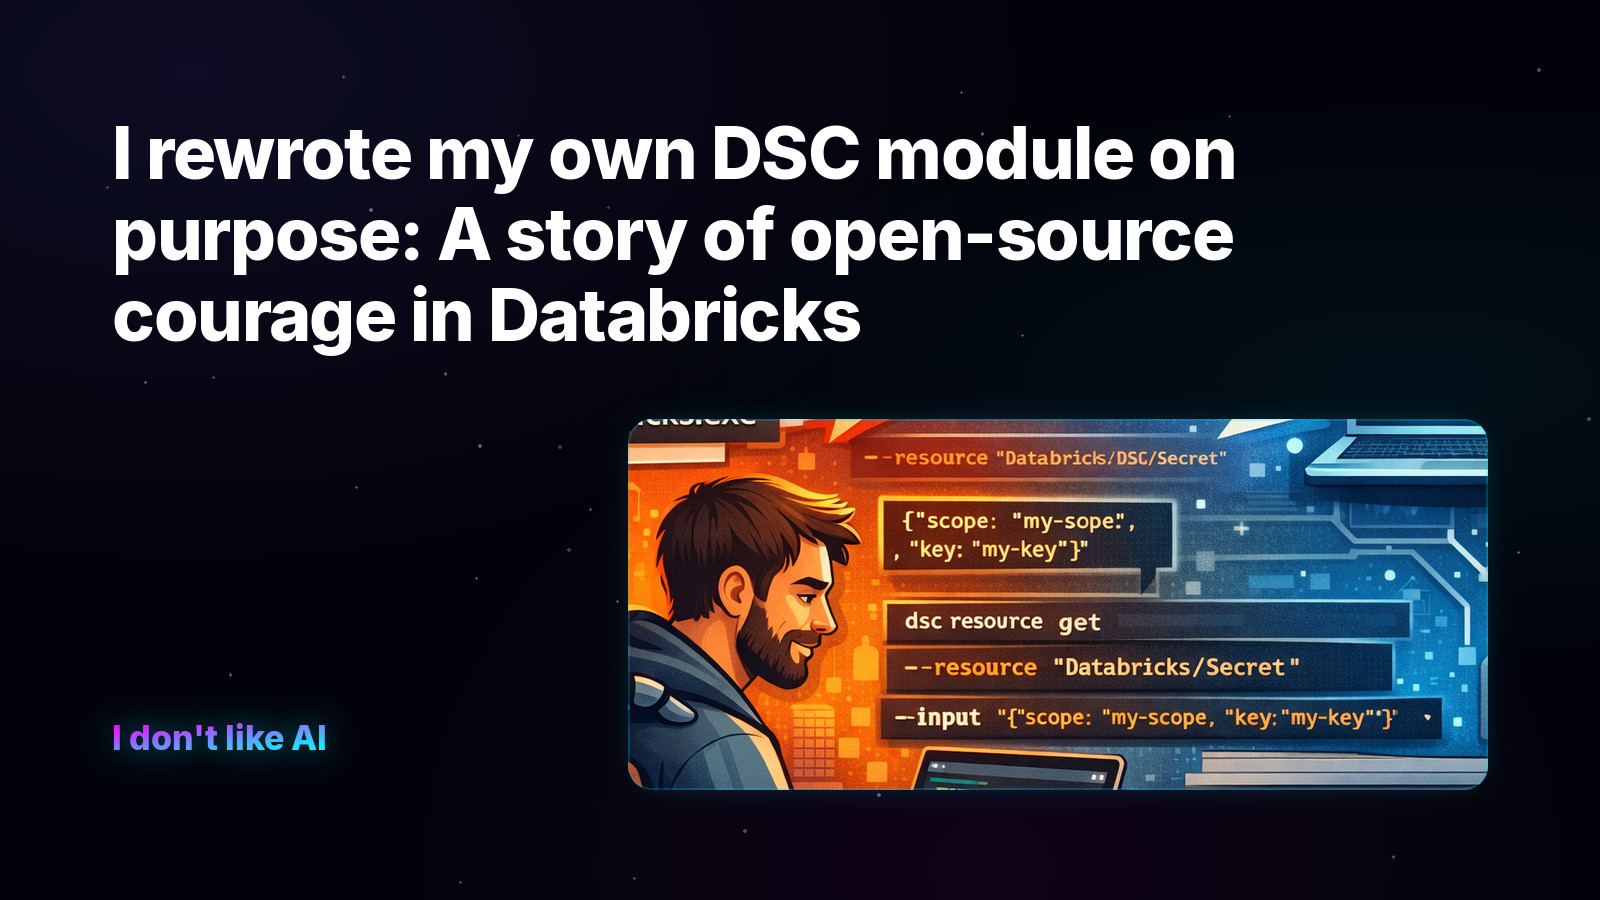 I rewrote my own DSC module on
purpose: A story of open-source
courage in Databricks
--resource "Databricks/DSC/Secret"
{"scope: "my-sope",
, "key: "my-key"}"
dsc resource get
--resource "Databricks/Secret"
--input "{"scope: "my-scope, "key: "my-key""}'
I don't like AI